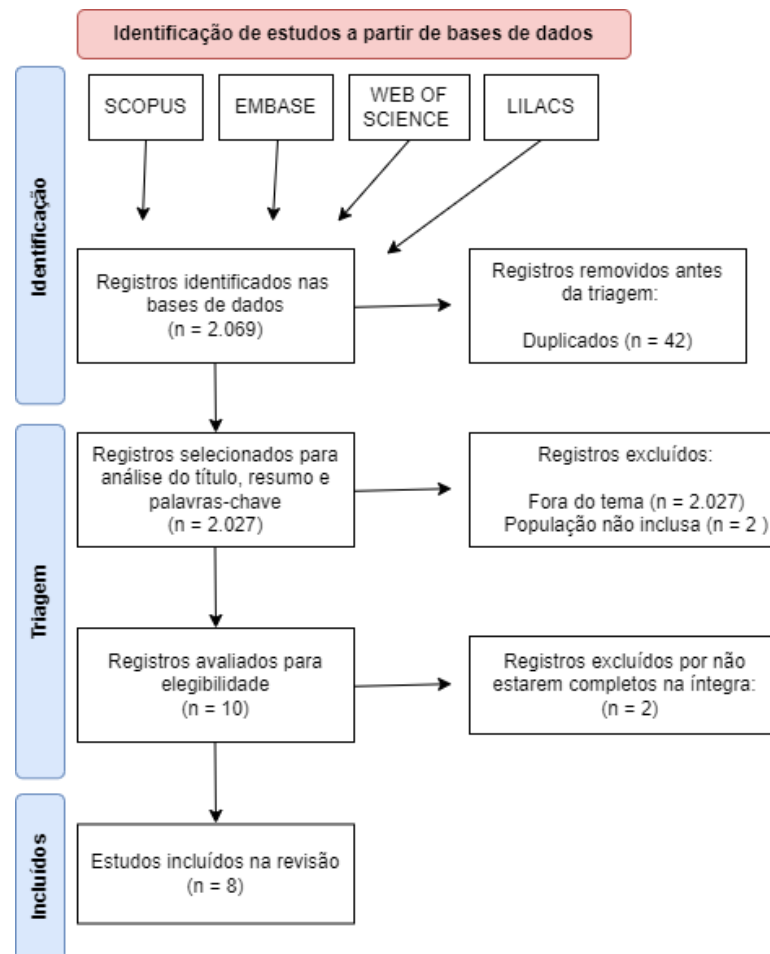 Identificação de estudos a partir de bases de dados
Identificação
SCOPUS
EMBASE
WEB OF
SCIENCE
LILACS
Registros identificados nas
bases de dados
(n = 2.069)
Registros removidos antes
da triagem:
Duplicados (n = 42)
Triagem
Registros selecionados para
análise do título, resumo e
palavras-chave
(n = 2.027)
Registros excluídos:
Fora do tema (n = 2.027)
População não inclusa (n = 2 )
Registros avaliados para
elegibilidade
(n = 10)
Registros excluídos por não
estarem completos na íntegra:
(n = 2)
Incluídos
Estudos incluídos na revisão
(n = 8)